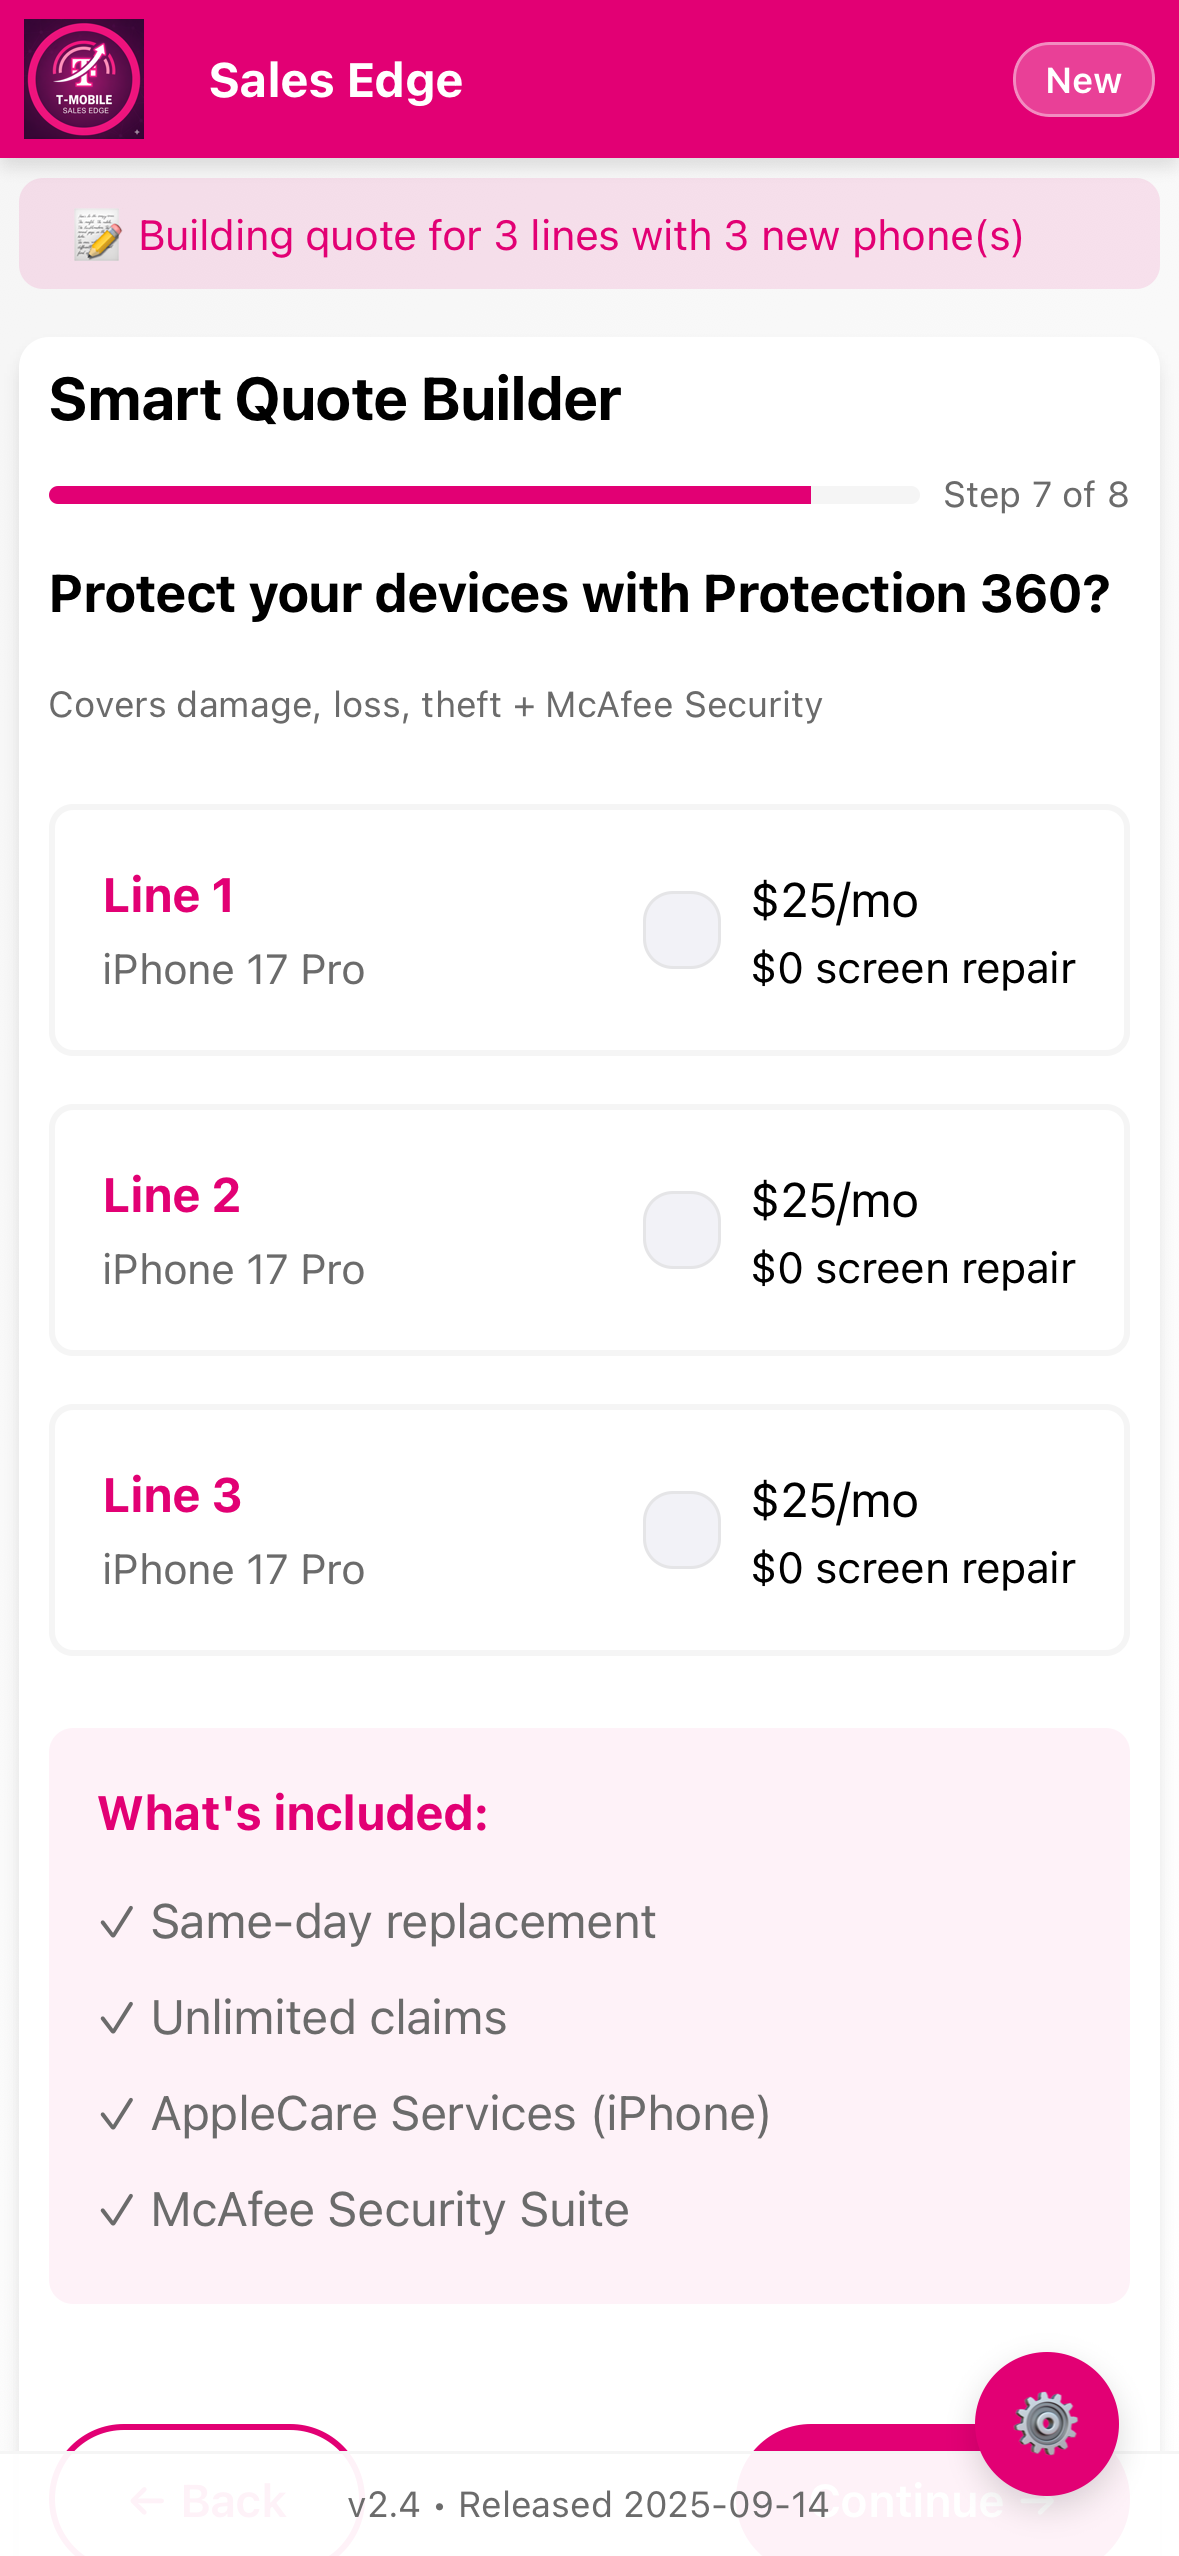 T-MOBILE
SALES EDGE
Sales Edge
New
📝 Building quote for 3 lines with 3 new phone(s)
Smart Quote Builder
Step 7 of 8
Protect your devices with Protection 360?
Covers damage, loss, theft + McAfee Security
Line 1
iPhone 17 Pro
$25/mo
$0 screen repair
Line 2
iPhone 17 Pro
$25/mo
$0 screen repair
Line 3
iPhone 17 Pro
$25/mo
$0 screen repair
What's included:
✓ Same-day replacement
✓ Unlimited claims
✓ AppleCare Services (iPhone)
✓ McAfee Security Suite
← Back
Continue →
v2.4 • Released 2025-09-14